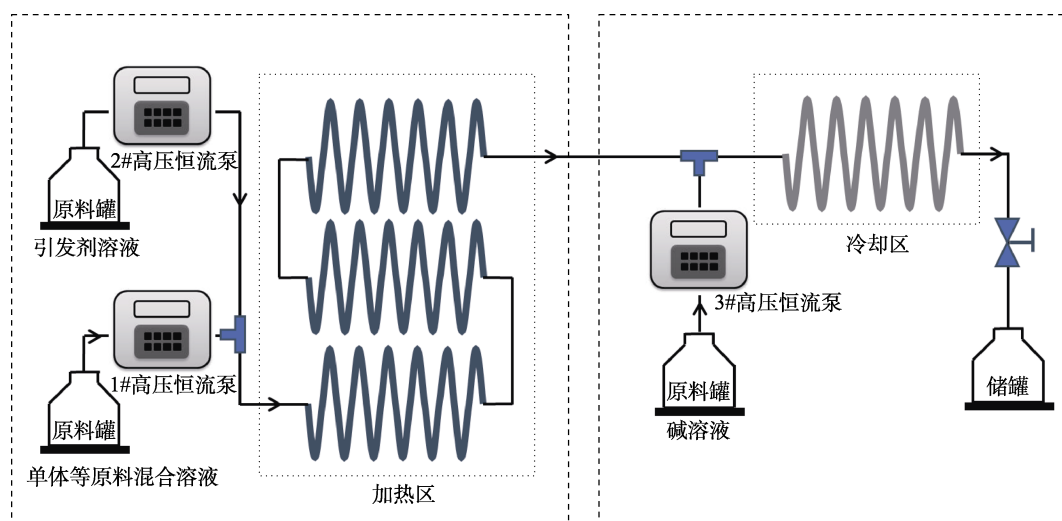 2#高压恒流泵
原料罐
引发剂溶液
1#高压恒流泵
原料罐
单体等原料混合溶液
加热区
3#高压恒流泵
原料罐
碱溶液
冷却区
储罐